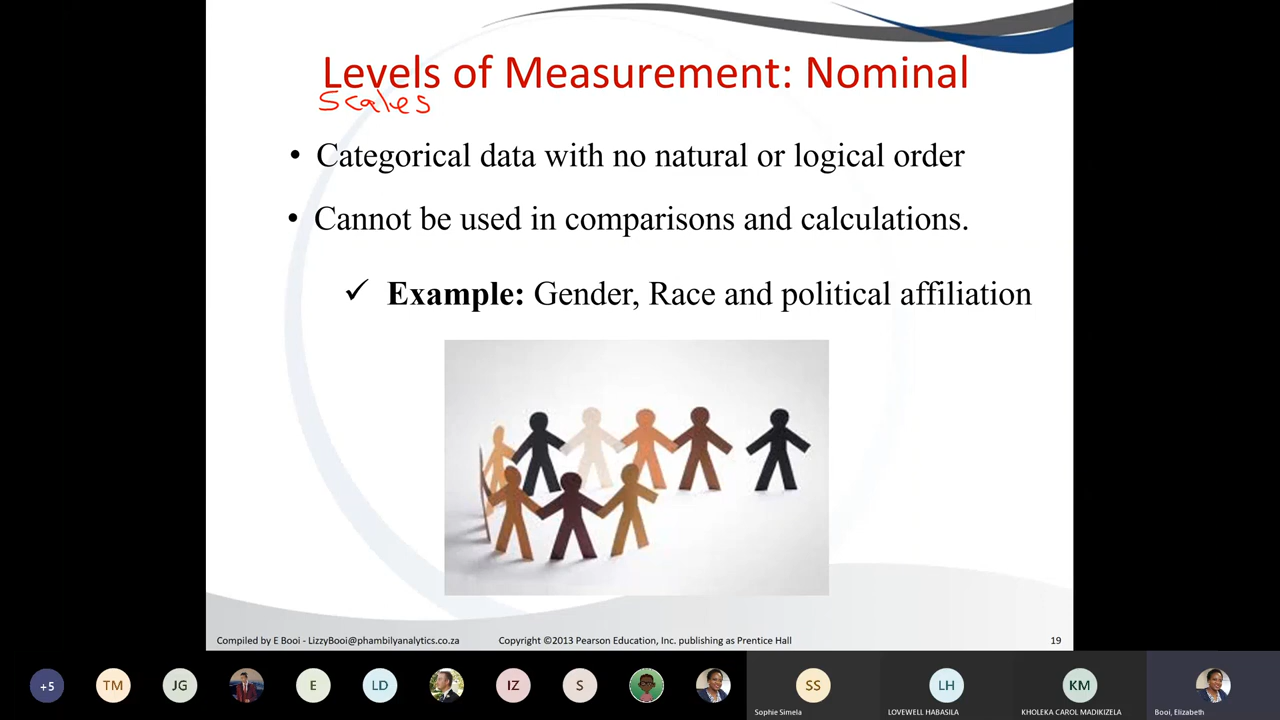 Levels of Measurement: Nominal
scales
• Categorical data with no natural or logical order
• Cannot be used in comparisons and calculations.
✓ Example: Gender, Race and political affiliation
Compiled by E Booi - LizzyBooi@phambilyanalytics.co.za Copyright ©2013 Pearson Education, Inc. publishing as Prentice Hall 19
+5 TM JG E LD IZ S SS LH KM
Sophie Simela LOVEWELL HABASILA KHOLEKA CAROL MADIKIZELA Booi, Elizabeth